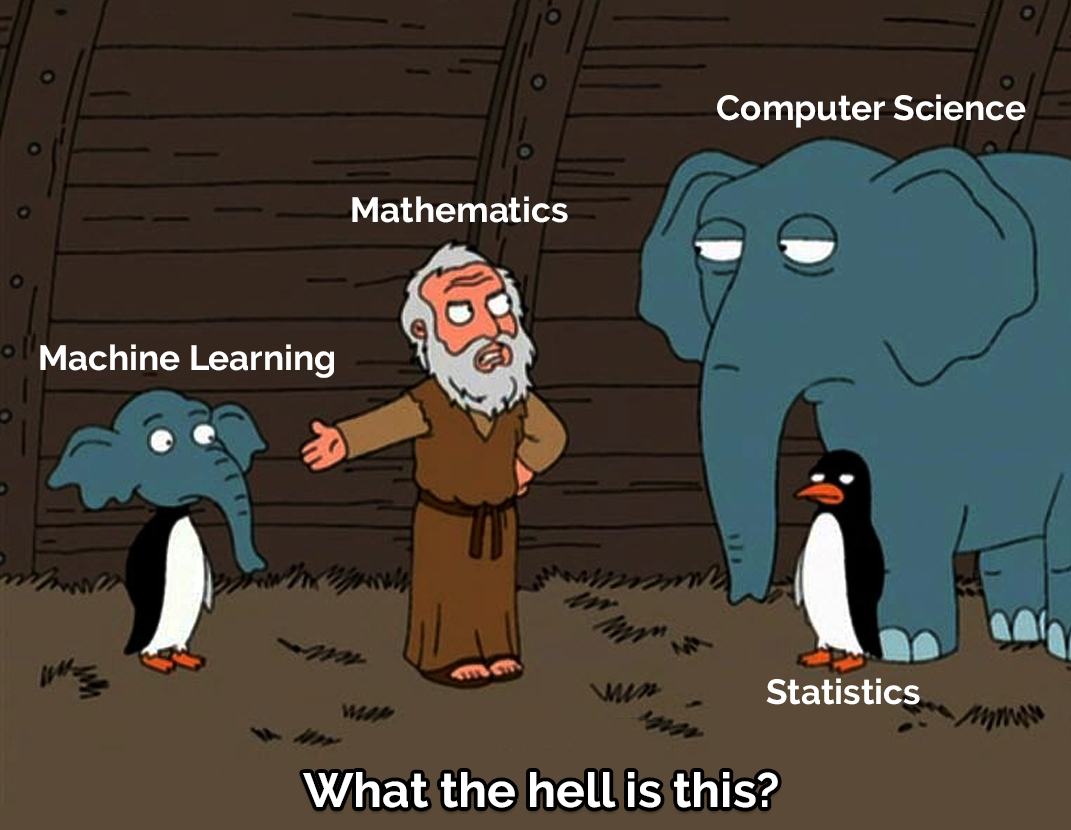 Computer Science
Mathematics
Machine Learning
Statistics
What the hell is this?